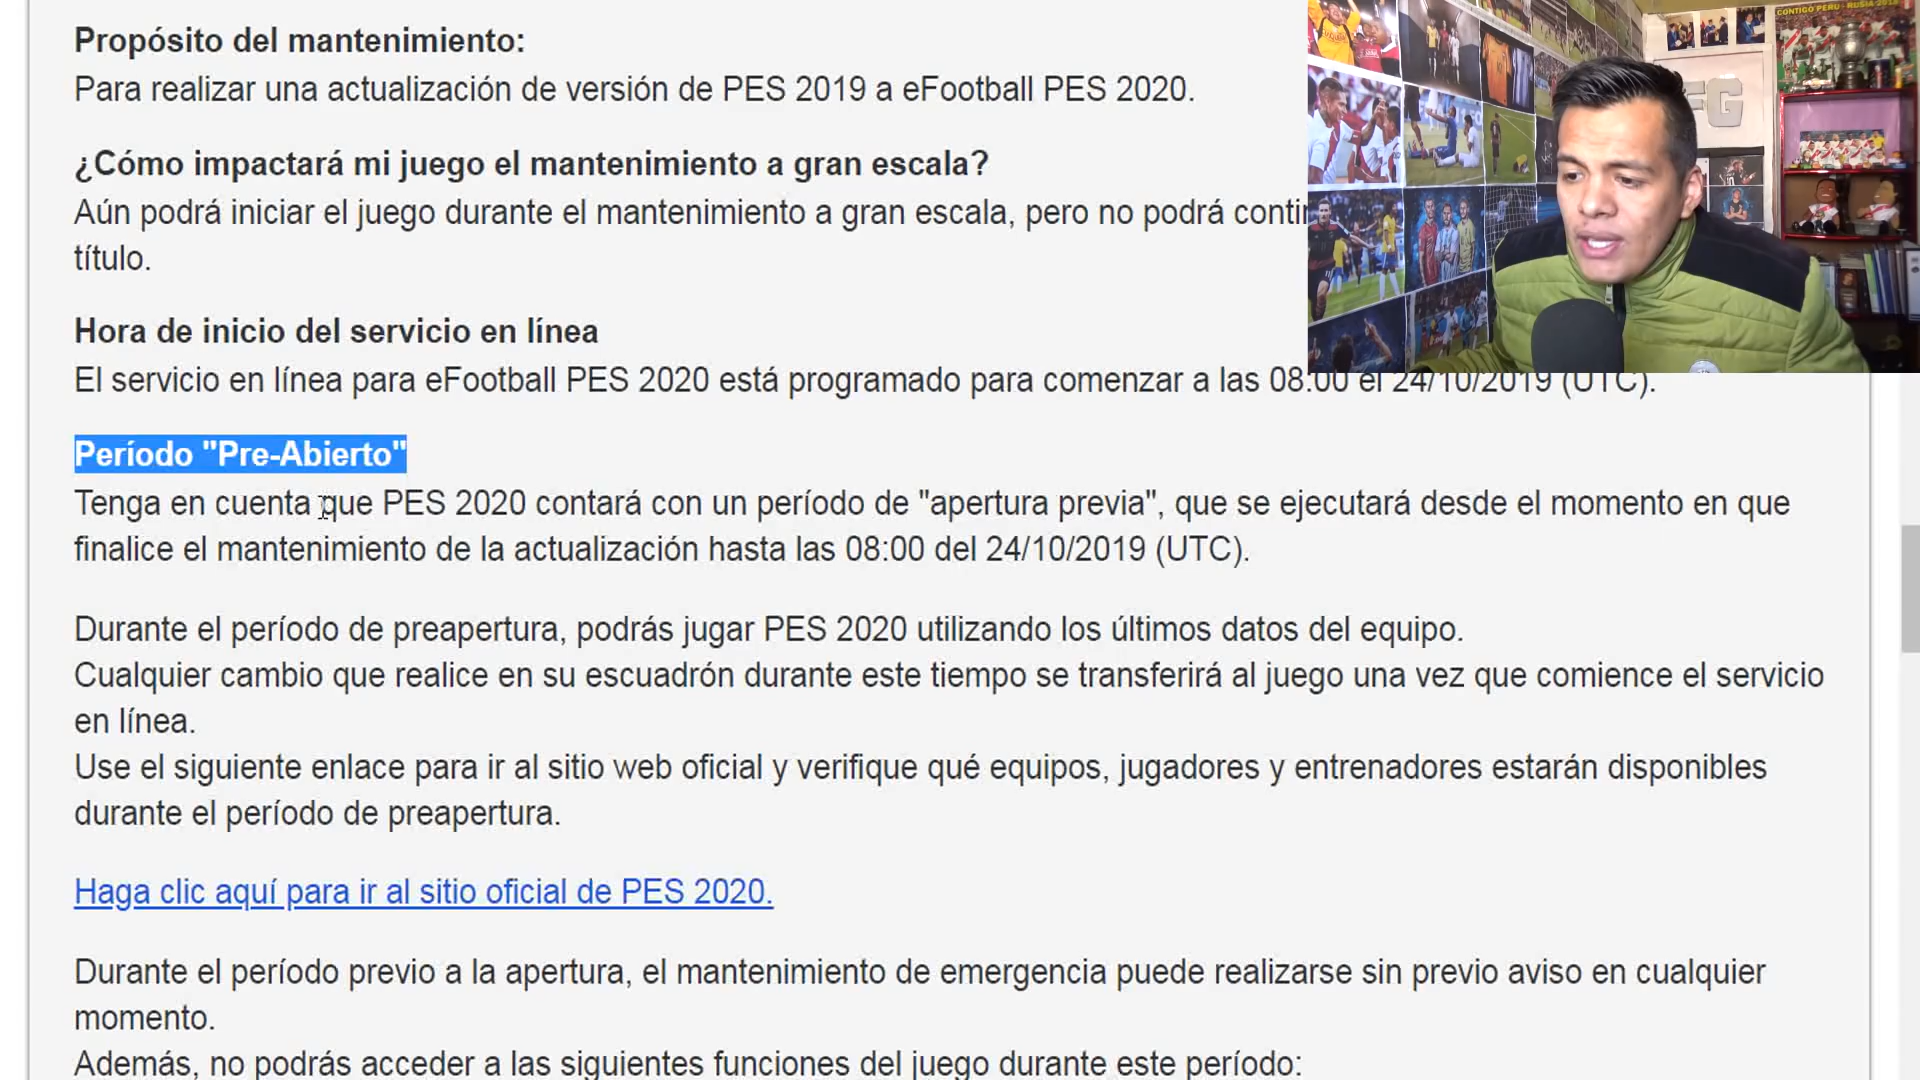 Propósito del mantenimiento:
Para realizar una actualización de versión de PES 2019 a eFootball PES 2020.
¿Cómo impactará mi juego el mantenimiento a gran escala?
Aún podrá iniciar el juego durante el mantenimiento a gran escala, pero no podrá
título.
Hora de inicio del servicio en línea
El servicio en línea para eFootball PES 2020 está programado para comenzar a las 08:00 el 24/10/2019 (UTC).
Período "Pre-Abierto"
Tenga en cuenta que PES 2020 contará con un período de "apertura previa", que se ejecutará desde el momento en que
finalice el mantenimiento de la actualización hasta las 08:00 del 24/10/2019 (UTC).
Durante el período de preapertura, podrás jugar PES 2020 utilizando los últimos datos del equipo.
Cualquier cambio que realice en su escuadrón durante este tiempo se transferirá al juego una vez que comience el servicio
en línea.
Use el siguiente enlace para ir al sitio web oficial y verifique qué equipos, jugadores y entrenadores estarán disponibles
durante el período de preapertura.
Haga clic aquí para ir al sitio oficial de PES 2020.
Durante el período previo a la apertura, el mantenimiento de emergencia puede realizarse sin previo aviso en cualquier
momento.
Además, no podrás acceder a las siguientes funciones del juego durante este período:
CONTIGO PERU - RUSIA 2018
FG